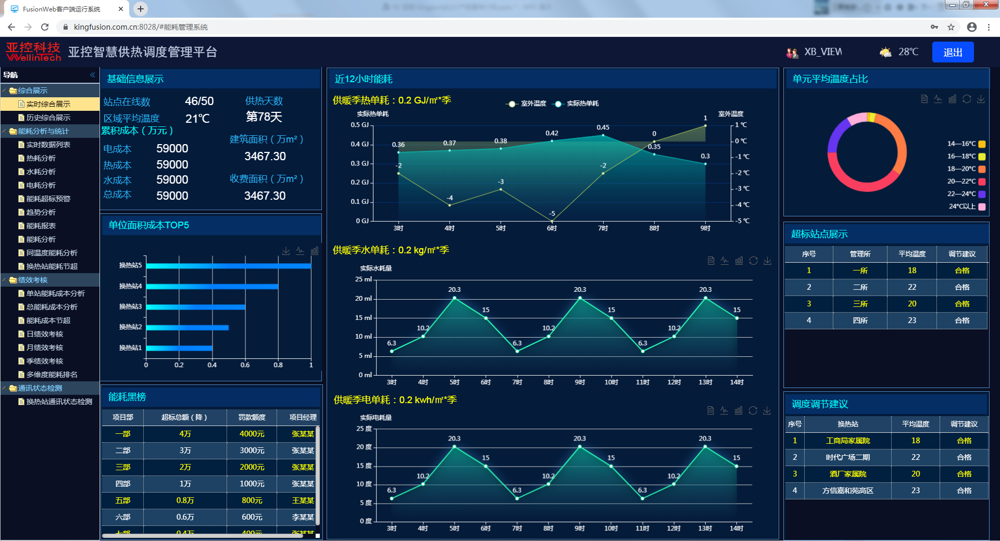 FusionWeb客户端运行系统
kingfusion.com.cn:8028/#能耗管理系统
亚控科技
WellinTech
亚控智慧供热调度管理平台
XB_VIEW
28℃
退出
导航
综合展示
实时综合展示
历史综合展示
能耗分析与统计
实时数据列表
热耗分析
水耗分析
电耗分析
能耗超标预警
趋势分析
能耗报表
能耗分析
同温度能耗分析
换热站能耗节超
绩效考核
单站能耗成本分析
总能耗成本分析
能耗成本节超
日绩效考核
月绩效考核
季绩效考核
多维度能耗排名
通讯状态检测
换热站通讯状态检测
基础信息展示
站点在线数 46/50 供热天数
区域平均温度 21℃ 第78天
累积成本（万元）
建筑面积（万m²）
电成本 59000
3467.30
热成本 59000
水成本 59000 收费面积（万m²）
总成本 59000 3467.30
单位面积成本TOP5
换热站5
换热站4
换热站3
换热站2
换热站1
0 0.2 0.4 0.6 0.8 1
能耗黑榜
项目部 超标总额（降） 罚款额度 项目经理
一部 4万 4000元 张某某
二部 3万 3000元 张某某
三部 2万 2000元 张某某
四部 1万 1000元 张某某
五部 0.8万 800元 王某某
六部 0.6万 600元 李某某
七部 0.4万 400元 张某某
近12小时能耗
供暖季热单耗：0.2 GJ/㎡*季
室外温度 实际热单耗
实际热单耗 室外温度
0.5 GJ
0.4 GJ
0.3 GJ
0.2 GJ
0.1 GJ
0 GJ
0.36 0.37 0.38 0.42 0.45 0.35 0.3
-2 -4 -3 -5 -2 0 1
1 ℃
0 ℃
-1 ℃
-2 ℃
-3 ℃
-4 ℃
-5 ℃
3时 4时 5时 6时 7时 8时 9时
供暖季水单耗：0.2 kg/㎡*季
实际水耗量
25 ml
20 ml
15 ml
10 ml
5 ml
0 ml
6.3 10.2 20.3 15 6.3 10.2 20.3 15 6.3 10.2 20.3 15
3时 4时 5时 6时 7时 8时 9时 10时 11时 12时 13时 14时
供暖季电单耗：0.2 kwh/㎡*季
实际电耗量
25 度
20 度
15 度
10 度
5 度
0 度
6.3 10.2 20.3 15 6.3 10.2 20.3 15 6.3 10.2 20.3 15
3时 4时 5时 6时 7时 8时 9时 10时 11时 12时 13时 14时
单元平均温度占比
14—16℃
16—18℃
18—20℃
20—22℃
22—24℃
24℃以上
超标站点展示
序号 管理所 平均温度 调节建议
1 一所 18 合格
2 二所 22 合格
3 三所 20 合格
4 四所 23 合格
调度调节建议
序号 换热站 平均温度 调节建议
1 工商局家属院 18 合格
2 时代广场二期 22 合格
3 酒厂家属院 20 合格
4 方信嘉和苑高区 23 合格